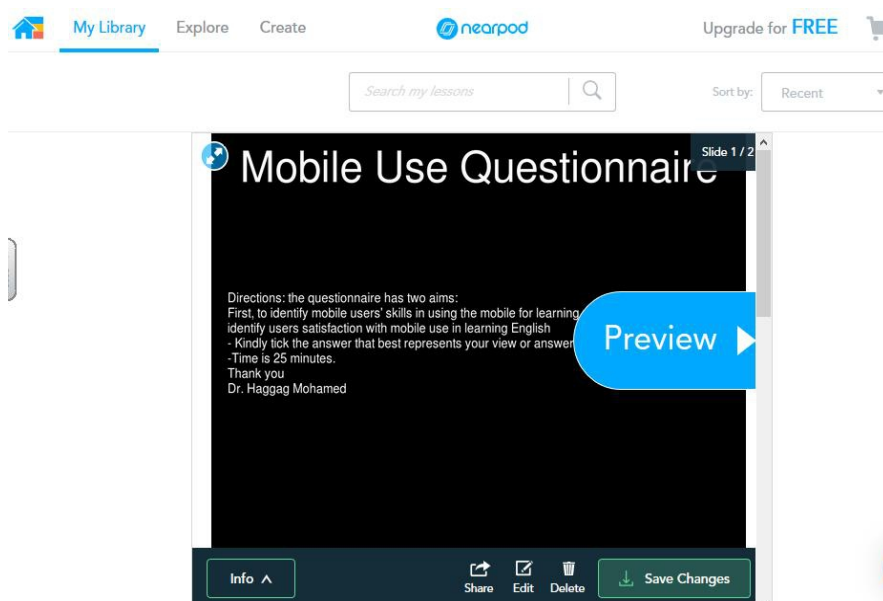 My Library Explore Create nearpod Upgrade for FREE
Search my lessons Sort by: Recent
Slide 1 / 2
Mobile Use Questionnaire
Directions: the questionnaire has two aims:
First, to identify mobile users' skills in using the mobile for learning
identify users satisfaction with mobile use in learning English
- Kindly tick the answer that best represents your view or answer
-Time is 25 minutes.
Thank you
Dr. Haggag Mohamed
Preview
Info Share Edit Delete Save Changes